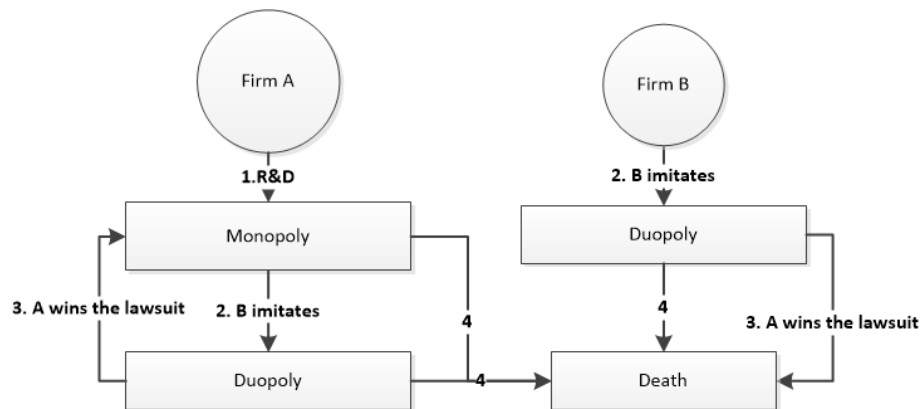 Firm A
Firm B
1.R&D
2. B imitates
Monopoly
Duopoly
3. A wins the lawsuit
2. B imitates
4
4
3. A wins the lawsuit
Duopoly
4
Death